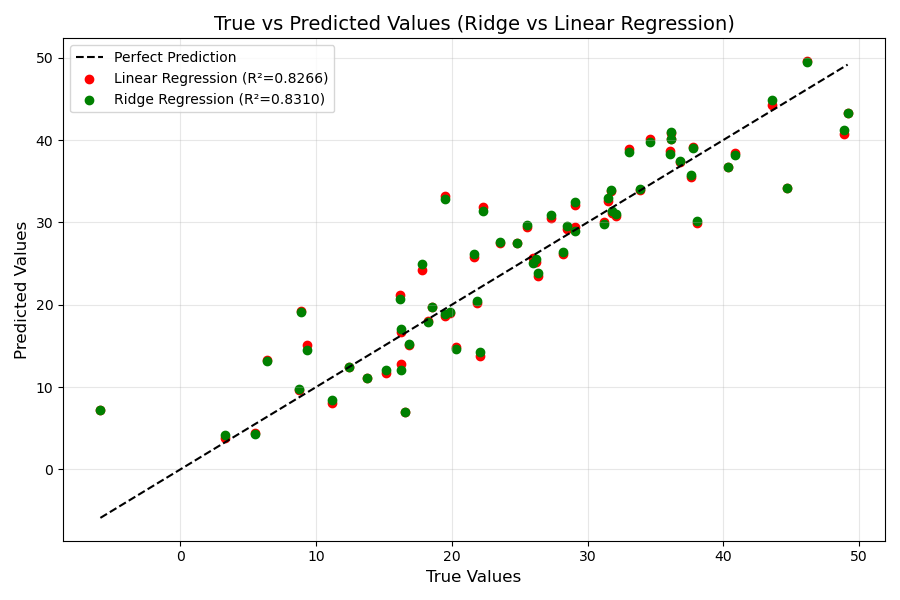 True vs Predicted Values (Ridge vs Linear Regression)
Perfect Prediction
Linear Regression (R²=0.8266)
Ridge Regression (R²=0.8310)
50
40
30
20
10
0
Predicted Values
0 10 20 30 40 50
True Values